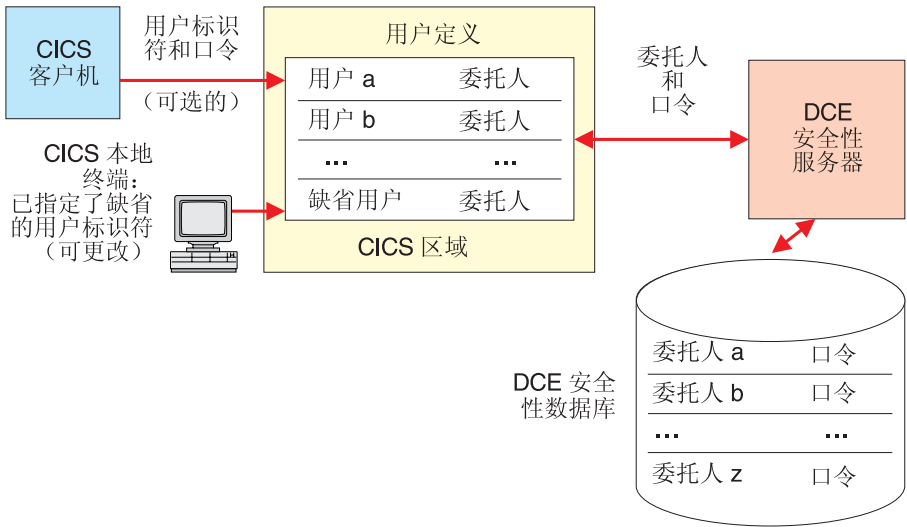 CICS
客户机
用户标识
符和口令
（可选的）
用户定义
用户 a 委托人
用户 b 委托人
... ...
缺省用户 委托人
CICS 区域
委托人
和
口令
DCE
安全性
服务器
CICS 本地
终端：
已指定了缺省
的用户标识符
（可更改）
DCE 安全
性数据库
委托人 a 口令
委托人 b 口令
... ...
委托人 z 口令